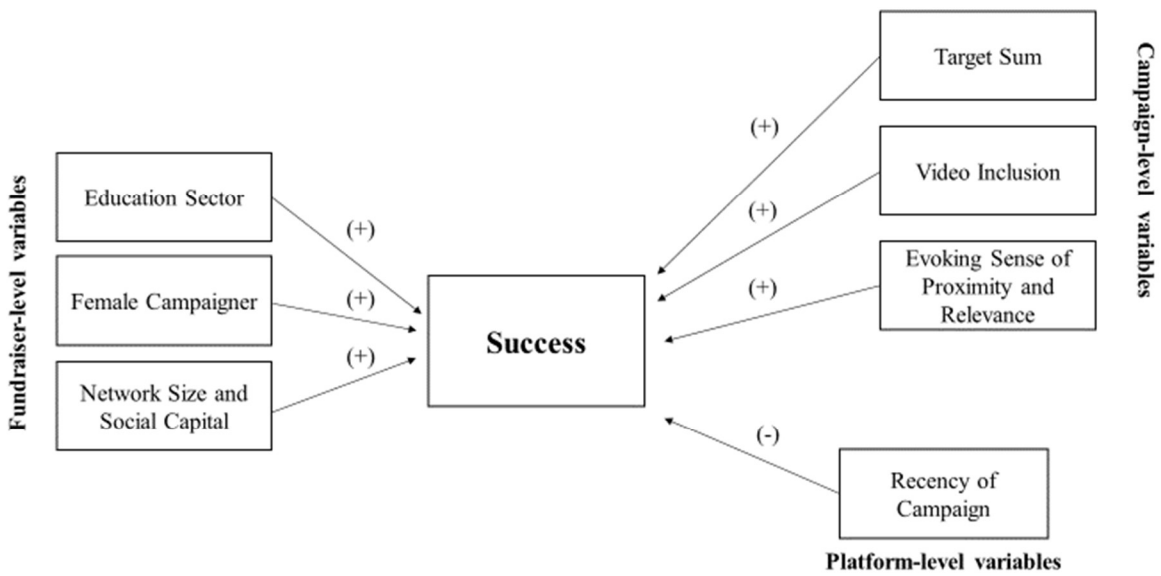 Fundraiser-level variables
Education Sector
(+)
Female Campaigner
(+)
Network Size and
Social Capital
(+)
Success
Target Sum
(+)
Video Inclusion
(+)
Evoking Sense of
Proximity and
Relevance
(+)
Campaign-level variables
(-)
Recency of
Campaign
Platform-level variables